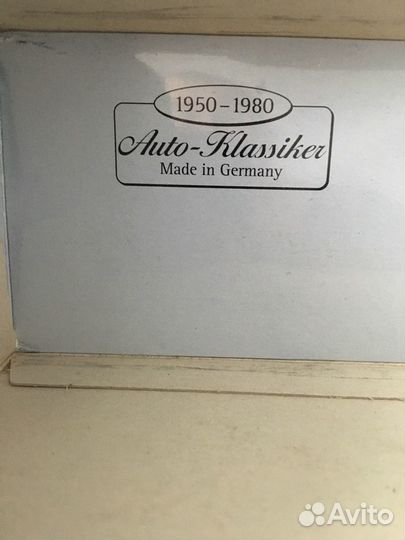 1950 – 1980
Auto-Klassiker
Made in Germany
Avito